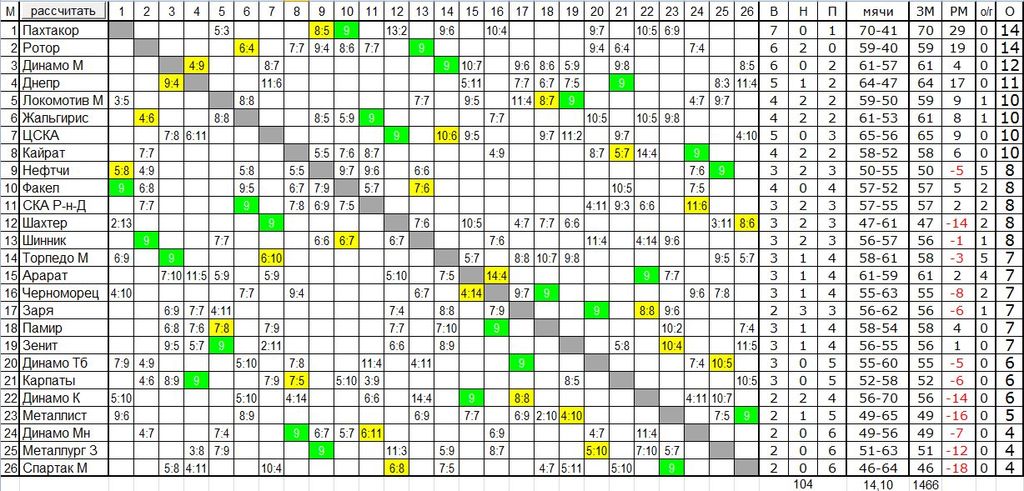 М рассчитать 1 2 3 4 5 6 7 8 9 10 11 12 13 14 15 16 17 18 19 20 21 22 23 24 25 26 В Н П мячи ЗМ РМ о/г О
1 Пахтакор 5:3 8:5 9 13:2 9:6 10:4 9:7 10:5 6:9 7 0 1 70-41 70 29 0 14
2 Ротор 6:4 7:7 9:4 8:6 7:7 9 9:4 6:4 7:4 6 2 0 59-40 59 19 0 14
3 Динамо М 4:9 8:7 9 10:7 9:6 8:6 5:9 9:8 8:5 6 0 2 61-57 61 4 0 12
4 Днепр 9:4 11:6 5:11 7:7 6:7 7:5 9 8:3 11:4 5 1 2 64-47 64 17 0 11
5 Локомотив М 3:5 8:8 7:7 9:5 11:4 8:7 9 4:7 9:7 4 2 2 59-50 59 9 1 10
6 Жальгирис 4:6 8:8 8:5 5:9 9 7:7 10:5 10:5 9:8 4 2 2 61-53 61 8 1 10
7 ЦСКА 7:8 6:11 9 10:6 9:5 9:7 11:2 9:7 4:10 5 0 3 65-56 65 9 0 10
8 Кайрат 7:7 5:5 7:6 8:7 4:9 8:7 5:7 14:4 9 4 2 2 58-52 58 6 0 10
9 Нефтчи 5:8 4:9 5:8 5:5 9:7 9:6 6:6 7:6 9 3 2 3 50-55 50 -5 5 8
10 Факел 9 6:8 9:5 6:7 7:9 5:7 7:6 10:5 7:5 4 0 4 57-52 57 5 2 8
11 СКА Р-н-Д 7:7 9 7:8 6:9 7:5 4:11 9:3 6:6 11:6 3 2 3 57-55 57 2 2 8
12 Шахтер 2:13 9 7:6 10:5 4:7 7:7 6:6 3:11 8:6 3 2 3 47-61 47 -14 2 8
13 Шинник 9 7:7 6:6 6:7 6:7 7:6 11:4 4:14 9:6 3 2 3 56-57 56 -1 1 8
14 Торпедо М 6:9 9 6:10 5:7 8:8 10:7 9:8 9:5 5:7 3 1 4 58-61 58 -3 5 7
15 Арарат 7:10 11:5 5:9 5:9 5:10 7:5 14:4 9 7:7 3 1 4 61-59 61 2 4 7
16 Черноморец 4:10 7:7 9:4 6:7 4:14 9:7 9 9:6 7:8 3 1 4 55-63 55 -8 2 7
17 Заря 6:9 7:7 4:11 7:4 8:8 7:9 9 8:8 9:6 2 3 3 56-62 56 -6 1 7
18 Памир 6:8 7:6 7:8 7:9 7:7 7:10 9 10:2 7:4 3 1 4 58-54 58 4 0 7
19 Зенит 9:5 5:7 9 2:11 6:6 8:9 5:8 10:4 11:5 3 1 4 56-55 56 1 0 7
20 Динамо Тб 7:9 4:9 5:10 7:8 11:4 4:11 9 7:4 10:5 3 0 5 55-60 55 -5 0 6
21 Карпаты 4:6 8:9 9 7:9 7:5 5:10 3:9 8:5 10:5 3 0 5 52-58 52 -6 0 6
22 Динамо К 5:10 5:10 4:14 6:6 14:4 9 8:8 4:11 10:7 2 2 4 56-70 56 -14 0 6
23 Металлист 9:6 8:9 6:9 7:7 6:9 2:10 4:10 7:5 9 2 1 5 49-65 49 -16 0 5
24 Динамо Мн 4:7 7:4 9 6:7 5:7 6:11 6:9 4:7 11:4 2 0 6 49-56 49 -7 0 4
25 Металлург З 3:8 7:9 9 11:3 5:9 8:7 5:10 7:10 5:7 2 0 6 51-63 51 -12 0 4
26 Спартак М 5:8 4:11 10:4 6:8 7:5 4:7 5:11 5:10 9 2 0 6 46-64 46 -18 0 4
104 14,10 1466